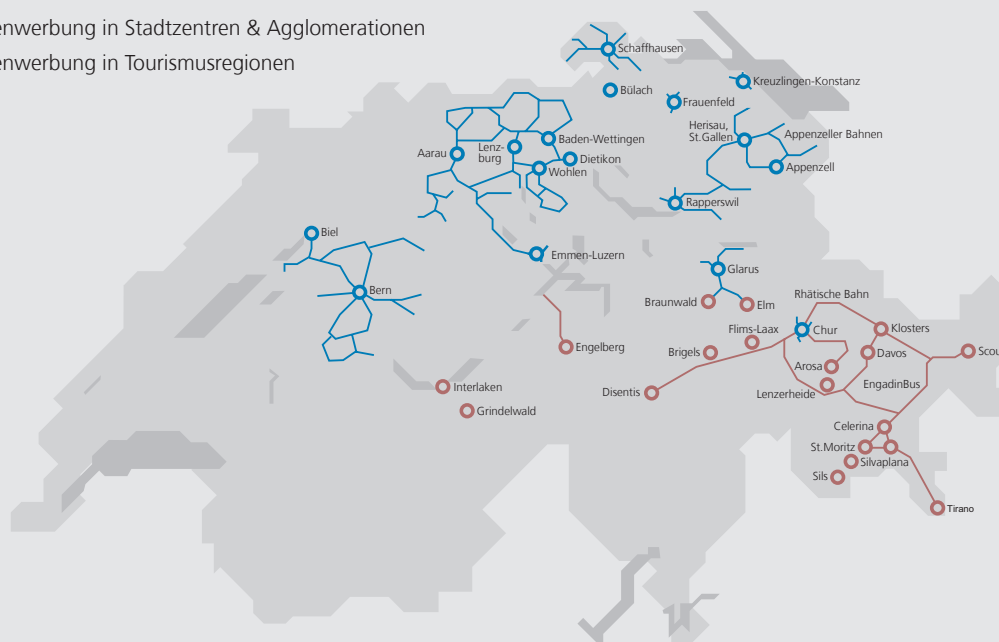 enwerbung in Stadtzentren & Agglomerationen
enwerbung in Tourismusregionen
Schaffhausen
Bülach
Kreuzlingen-Konstanz
Frauenfeld
Herisau,
St.Gallen
Appenzeller Bahnen
Appenzell
Rapperswil
Aarau
Lenz-
burg
Baden-Wettingen
Dietikon
Wohlen
Biel
Emmen-Luzern
Bern
Glarus
Braunwald
Elm
Rhätische Bahn
Flims-Laax
Chur
Klosters
Engelberg
Brigels
Davos
Scou
Arosa
Interlaken
Disentis
Lenzerheide
EngadinBus
Grindelwald
Celerina
St.Moritz
Silvaplana
Sils
Tirano